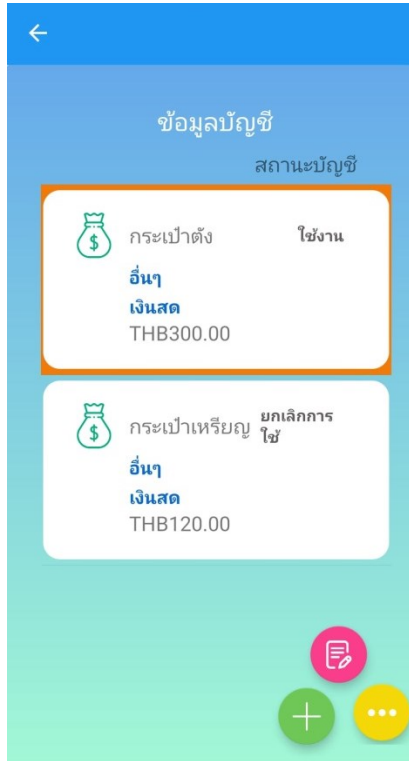 ข้อมูลบัญชี
สถานะบัญชี
กระเป๋าตัง ใช้งาน
อื่นๆ
เงินสด
THB300.00
กระเป๋าเหรียญ ยกเลิกการ
ใช้
อื่นๆ
เงินสด
THB120.00